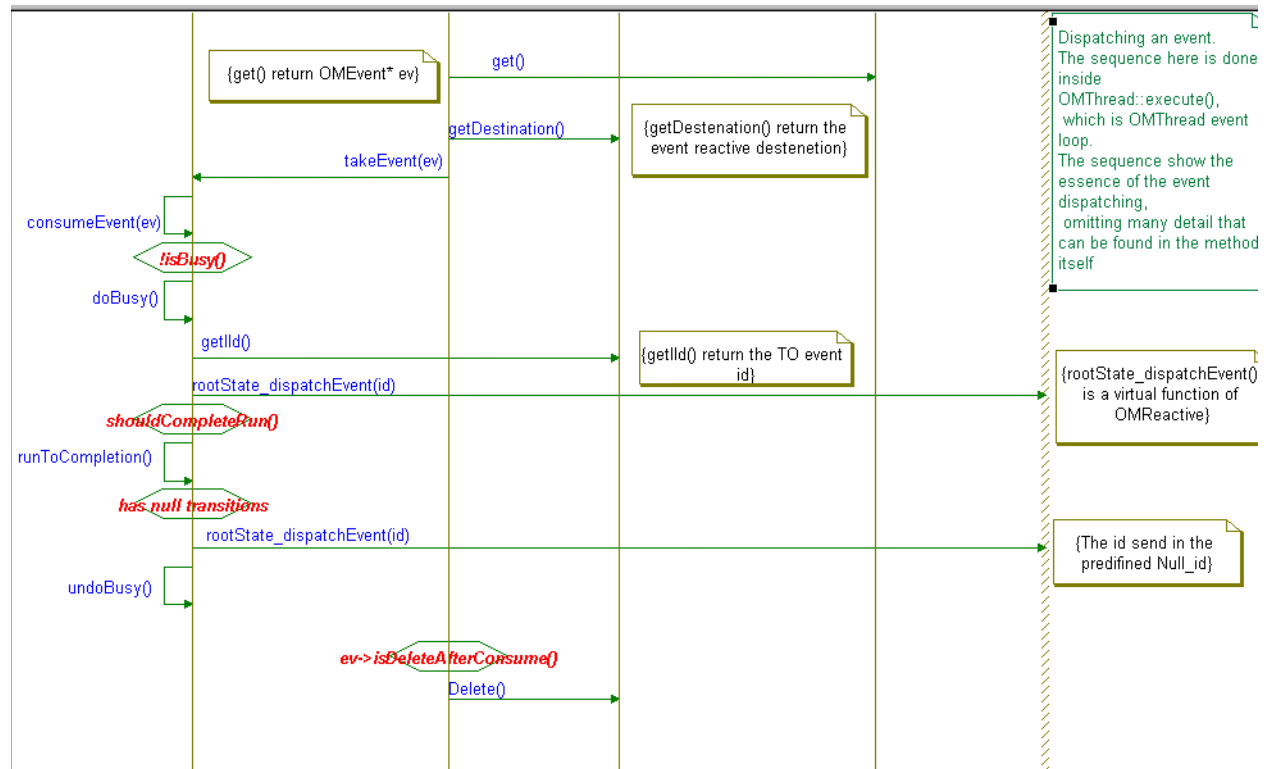 Dispatching an event.
The sequence here is done
inside
OMThread::execute(),
which is OMThread event
loop.
The sequence show the
essence of the event
dispatching,
omitting many detail that
can be found in the method
itself
{get() return OMEvent* ev}
get()
getDestination()
{getDestenation() return the
event reactive destenetion}
takeEvent(ev)
consumeEvent(ev)
!isBusy()
doBusy()
getIId()
{getIId() return the TO event
id}
rootState_dispatchEvent(id)
{rootState_dispatchEvent()
is a virtual function of
OMReactive}
shouldCompleteRun()
runToCompletion()
has null transitions
rootState_dispatchEvent(id)
{The id send in the
predifined Null_id}
undoBusy()
ev->isDeleteAfterConsume()
Delete()